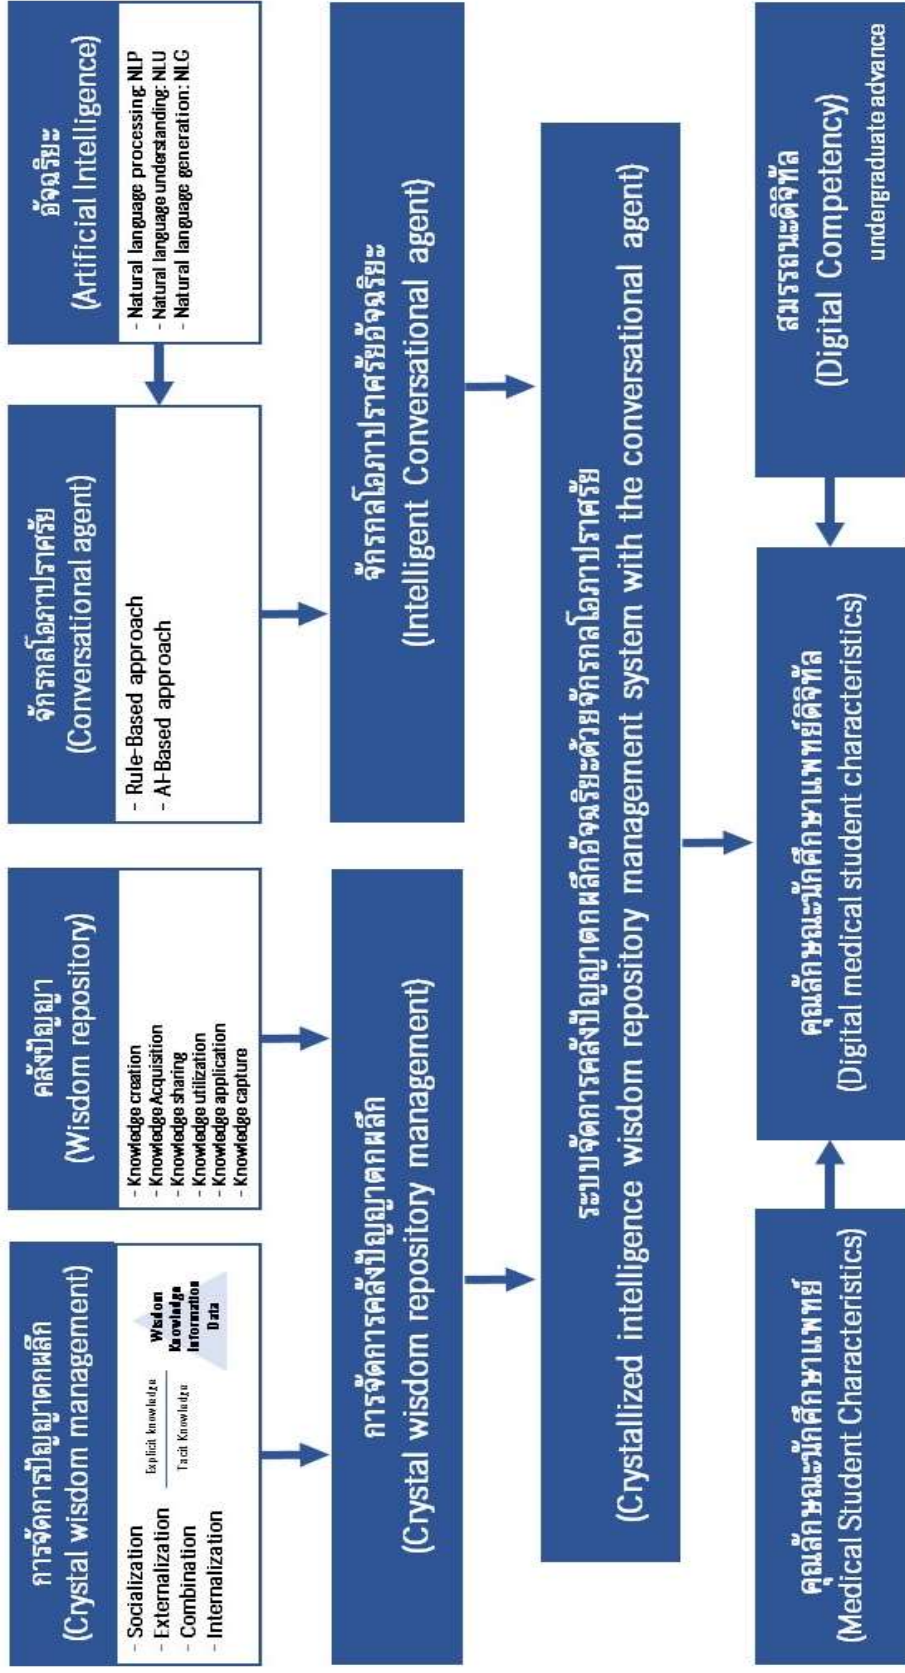 การจัดการปัญญาตกผลึก
(Crystal wisdom management)
- Socialization
- Externalization
- Combination
- Internalization
Explicit knowledge
Tacit Knowledge
Wisdom
Knowledge
Information
Data
คลังปัญญา
(Wisdom repository)
- Knowledge creation
- Knowledge Acquisition
- Knowledge sharing
- Knowledge utilization
- Knowledge application
- Knowledge capture
จักรกลโอภาปราศรัย
(Conversational agent)
- Rule-Based approach
- AI-Based approach
อัจฉริยะ
(Artificial Intelligence)
- Natural language processing: NLP
- Natural language understanding: NLU
- Natural language generation: NLG
การจัดการคลังปัญญาตกผลึก
(Crystal wisdom repository management)
จักรกลโอภาปราศรัยอัจฉริยะ
(Intelligent Conversational agent)
ระบบจัดการคลังปัญญาตกผลึกอัจฉริยะด้วยจักรกลโอภาปราศรัย
(Crystallized intelligence wisdom repository management system with the conversational agent)
คุณลักษณะนักศึกษาแพทย์
(Medical Student Characteristics)
คุณลักษณะนักศึกษาแพทย์ดิจิทัล
(Digital medical student characteristics)
สมรรถนะดิจิทัล
(Digital Competency)
undergraduate advance